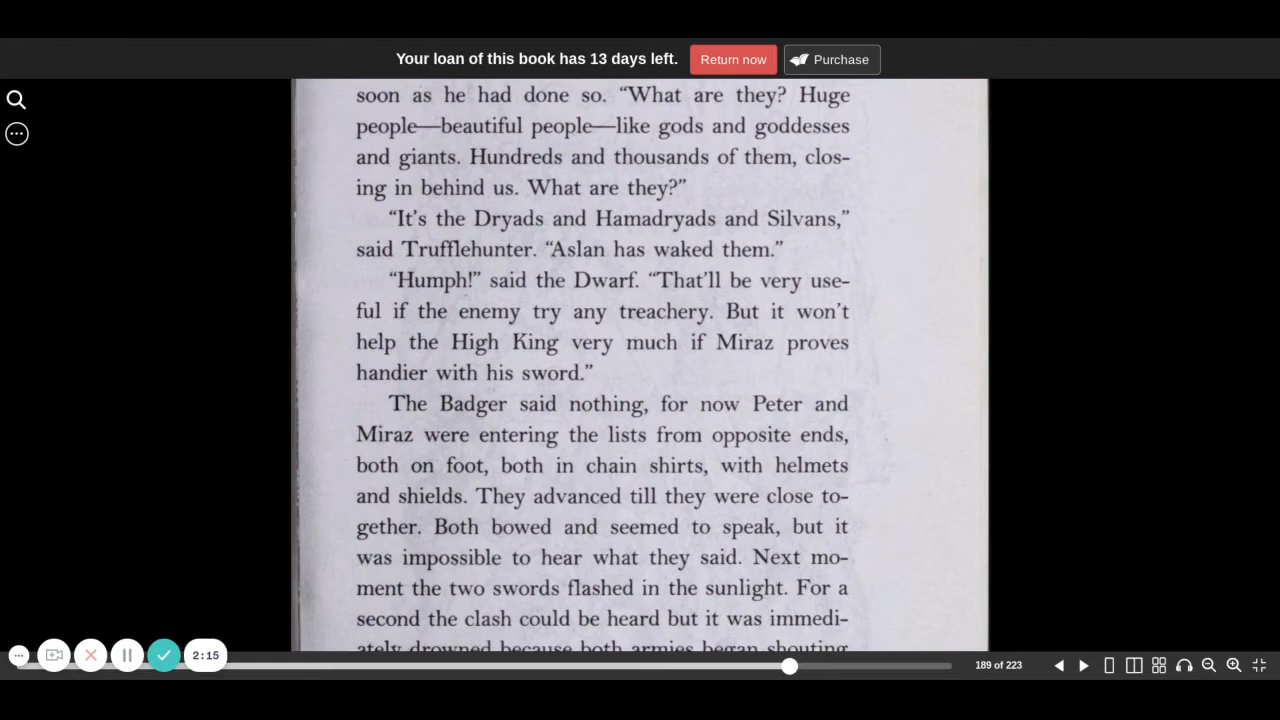 Your loan of this book has 13 days left.
Return now
Purchase
soon as he had done so. “What are they? Huge
people—beautiful people—like gods and goddesses
and giants. Hundreds and thousands of them, clos-
ing in behind us. What are they?”
“It’s the Dryads and Hamadryads and Silvans,”
said Trufflehunter. “Aslan has waked them.”
“Humph!” said the Dwarf. “That’ll be very use-
ful if the enemy try any treachery. But it won’t
help the High King very much if Miraz proves
handier with his sword.”
The Badger said nothing, for now Peter and
Miraz were entering the lists from opposite ends,
both on foot, both in chain shirts, with helmets
and shields. They advanced till they were close to-
gether. Both bowed and seemed to speak, but it
was impossible to hear what they said. Next mo-
ment the two swords flashed in the sunlight. For a
second the clash could be heard but it was immedi-
ately drowned because both armies began shouting
2:15
189 of 223